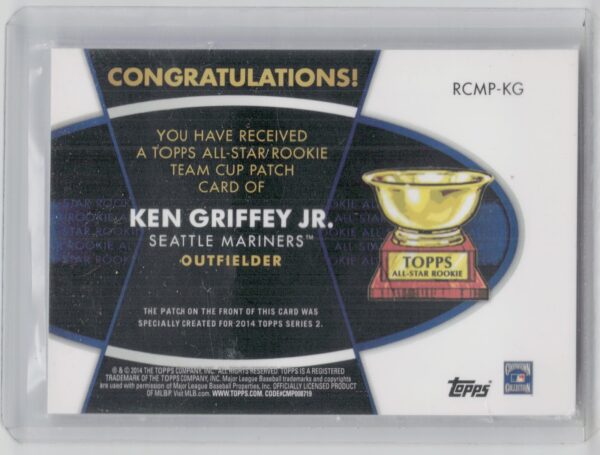 CONGRATULATIONS!
RCMP-KG
YOU HAVE RECEIVED
A TOPPS ALL-STAR ROOKIE
TEAM CUP PATCH
CARD OF
KEN GRIFFEY JR.
SEATTLE MARINERS™
OUTFIELDER
TOPPS
ALL-STAR ROOKIE
THE PATCH ON THE FRONT OF THIS CARD WAS
SPECIALLY CREATED FOR 2014 TOPPS SERIES 2.
® & © 2014 THE TOPPS COMPANY, INC. ALL RIGHTS RESERVED. TOPPS IS A REGISTERED
TRADEMARK OF THE TOPPS COMPANY, INC. Major League Baseball trademarks and copyrights
are used with permission of Major League Baseball Properties, Inc. OFFICIALLY LICENSED PRODUCT
OF MLBP. Visit MLB.com. WWW.TOPPS.COM. CODE#CMP008719
topps
COOPERSTOWN
COLLECTION